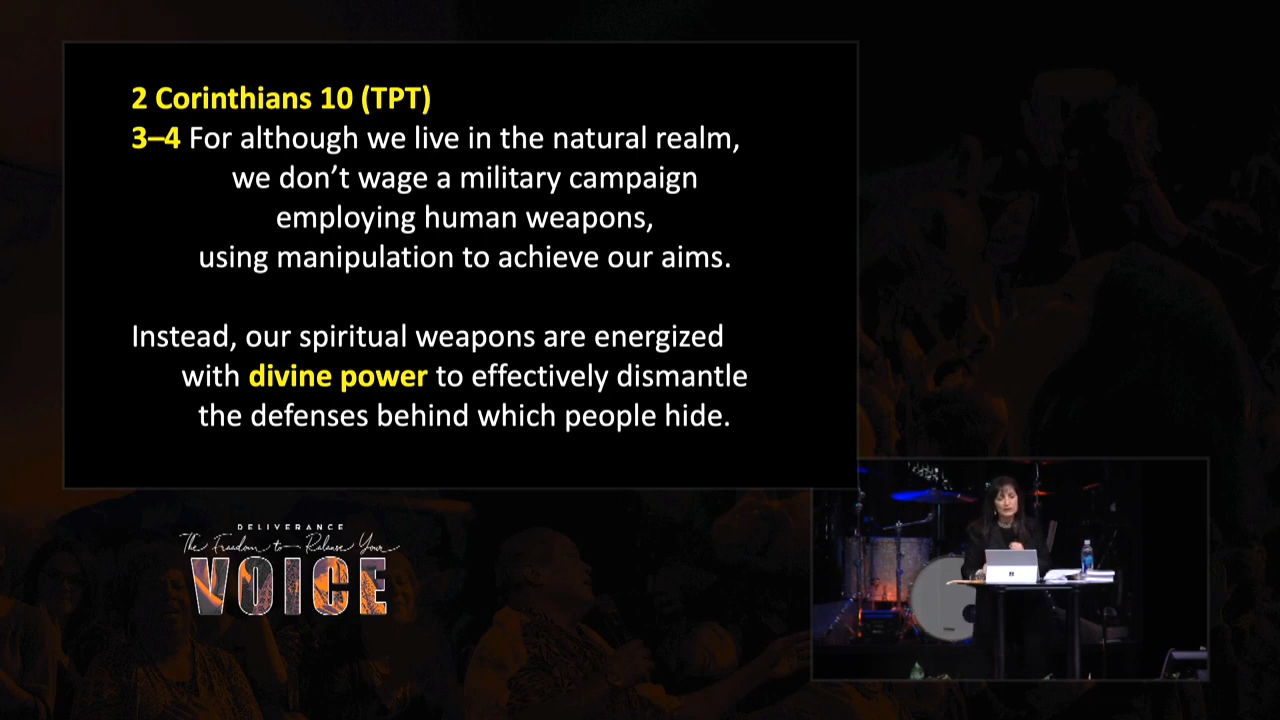 2 Corinthians 10 (TPT)
3–4 For although we live in the natural realm,
we don’t wage a military campaign
employing human weapons,
using manipulation to achieve our aims.
Instead, our spiritual weapons are energized
with divine power to effectively dismantle
the defenses behind which people hide.
DELIVERANCE
The Freedom to Release Your
VOICE